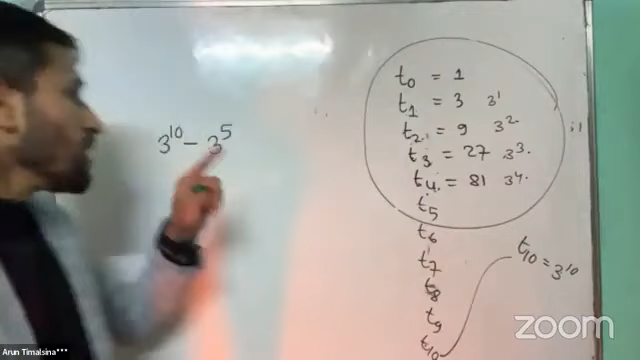 3^10 - 3^5
t0 = 1
t1 = 3 3^1
t2 = 9 3^2
t3 = 27 3^3
t4 = 81 3^4
t5
t6
t7
t8
t9
t10
t10 = 3^10
zoom
Arun Timalsina***